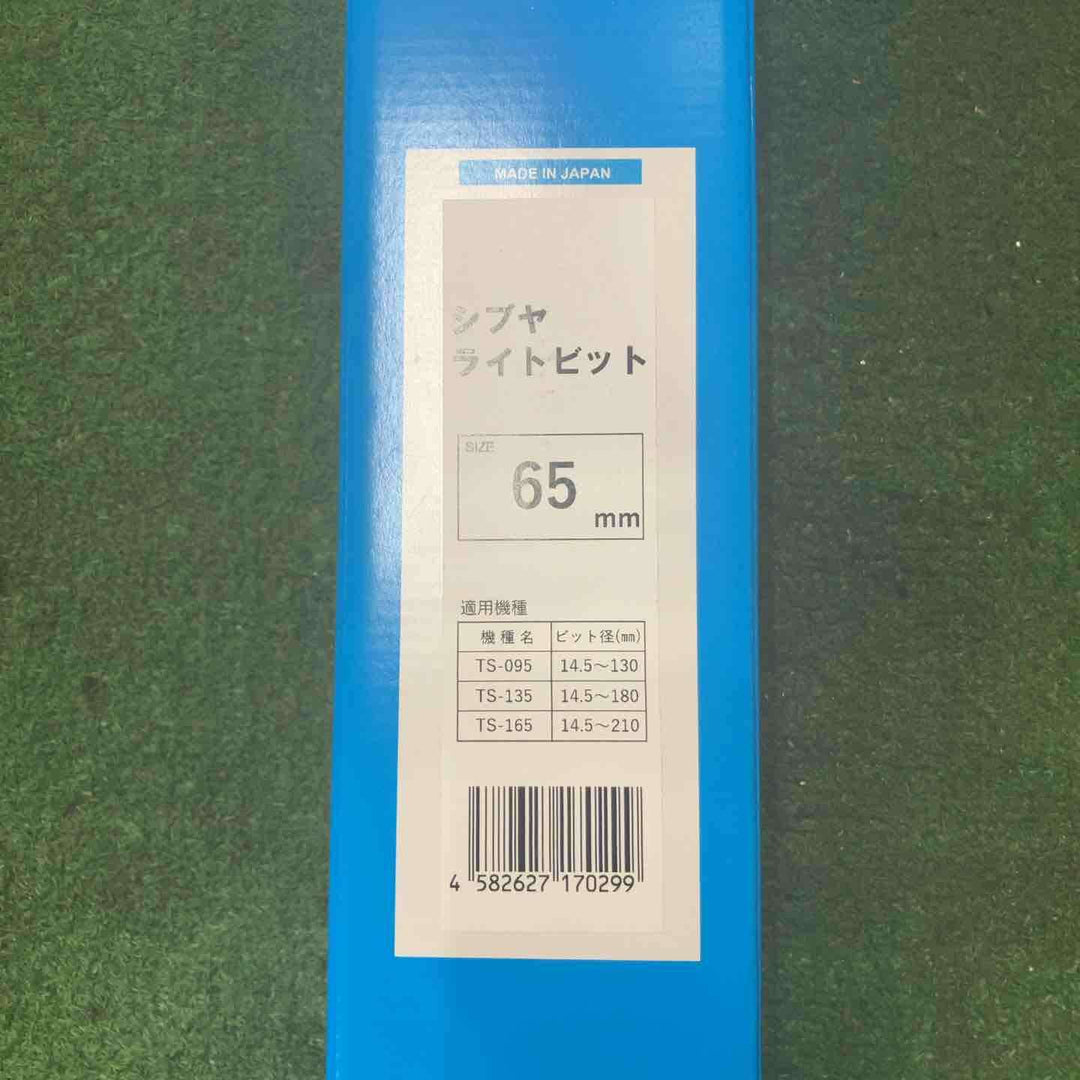 MADE IN JAPAN
シブヤ
ライトビット
SIZE
65
mm
適用機種
機種名 ビット径(㎜)
TS-095 14.5～130
TS-135 14.5～180
TS-165 14.5～210
4 582627 170299